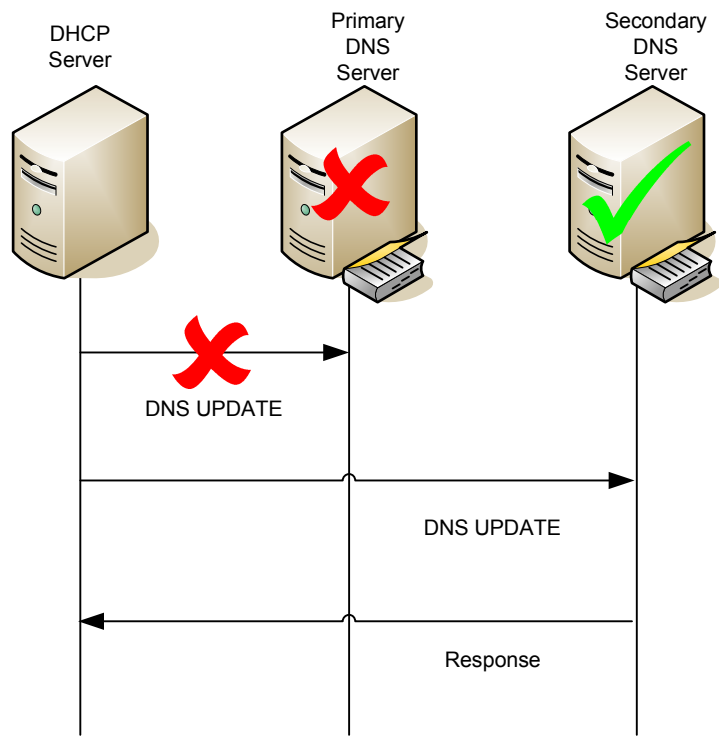 DHCP
Server
Primary
DNS
Server
Secondary
DNS
Server
DNS UPDATE
DNS UPDATE
Response